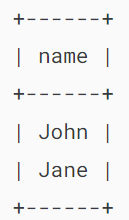 +------+
| name |
+------+
| John |
| Jane |
+------+